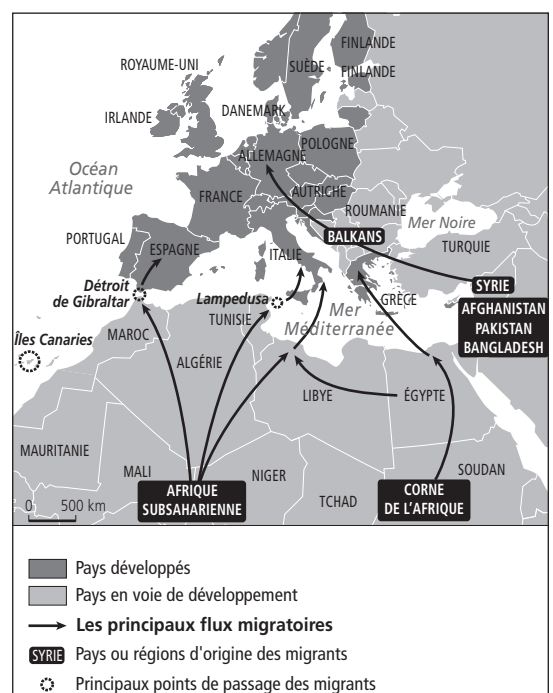 FINLANDE
ROYAUME-UNI
SUÈDE
FINLANDE
IRLANDE
DANEMARK
POLOGNE
ALLEMAGNE
Océan
Atlantique
FRANCE
AUTRICHE
ROUMANIE
Mer Noire
PORTUGAL
ESPAGNE
ITALIE
BALKANS
TURQUIE
Détroit
de Gibraltar
Lampedusa
TUNISIE
Mer
Méditerranée
GRÈCE
SYRIE
AFGHANISTAN
PAKISTAN
BANGLADESH
Îles Canaries
MAROC
ALGÉRIE
LIBYE
ÉGYPTE
MAURITANIE
MALI
NIGER
TCHAD
SOUDAN
AFRIQUE
SUBSAHARIENNE
CORNE
DE L'AFRIQUE
0 500 km
Pays développés
Pays en voie de développement
Les principaux flux migratoires
SYRIE Pays ou régions d'origine des migrants
Principaux points de passage des migrants